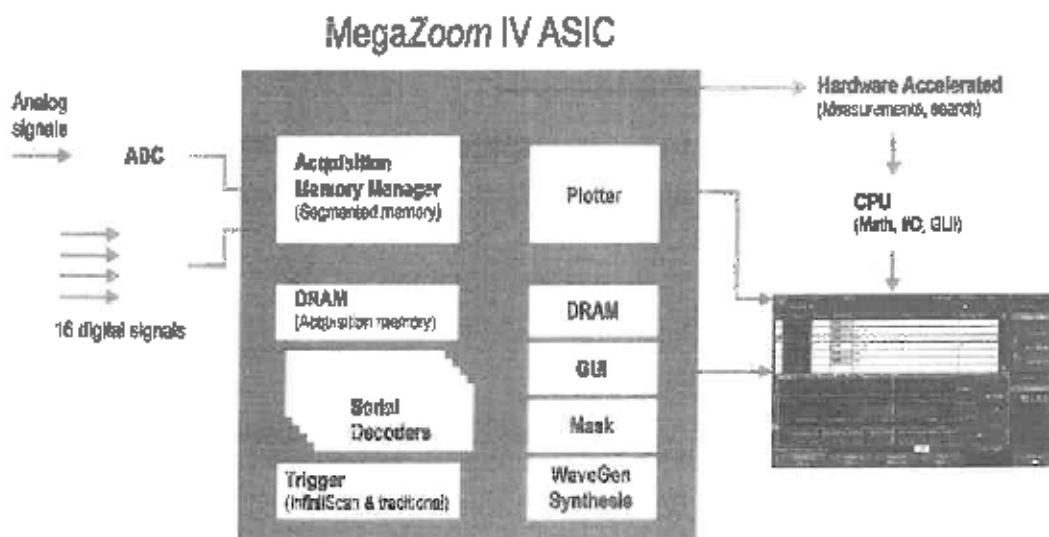 MegaZoom IV ASIC
Analog
signals
ADC
16 digital signals
Acquisition
Memory Manager
(Segmented memory)
DRAM
(Acquisition memory)
Serial
Decoders
Trigger
(InfiniiScan & traditional)
Plotter
DRAM
GUI
Mask
WaveGen
Synthesis
Hardware Accelerated
(Measurements, search)
CPU
(Math, I/O, GUI)